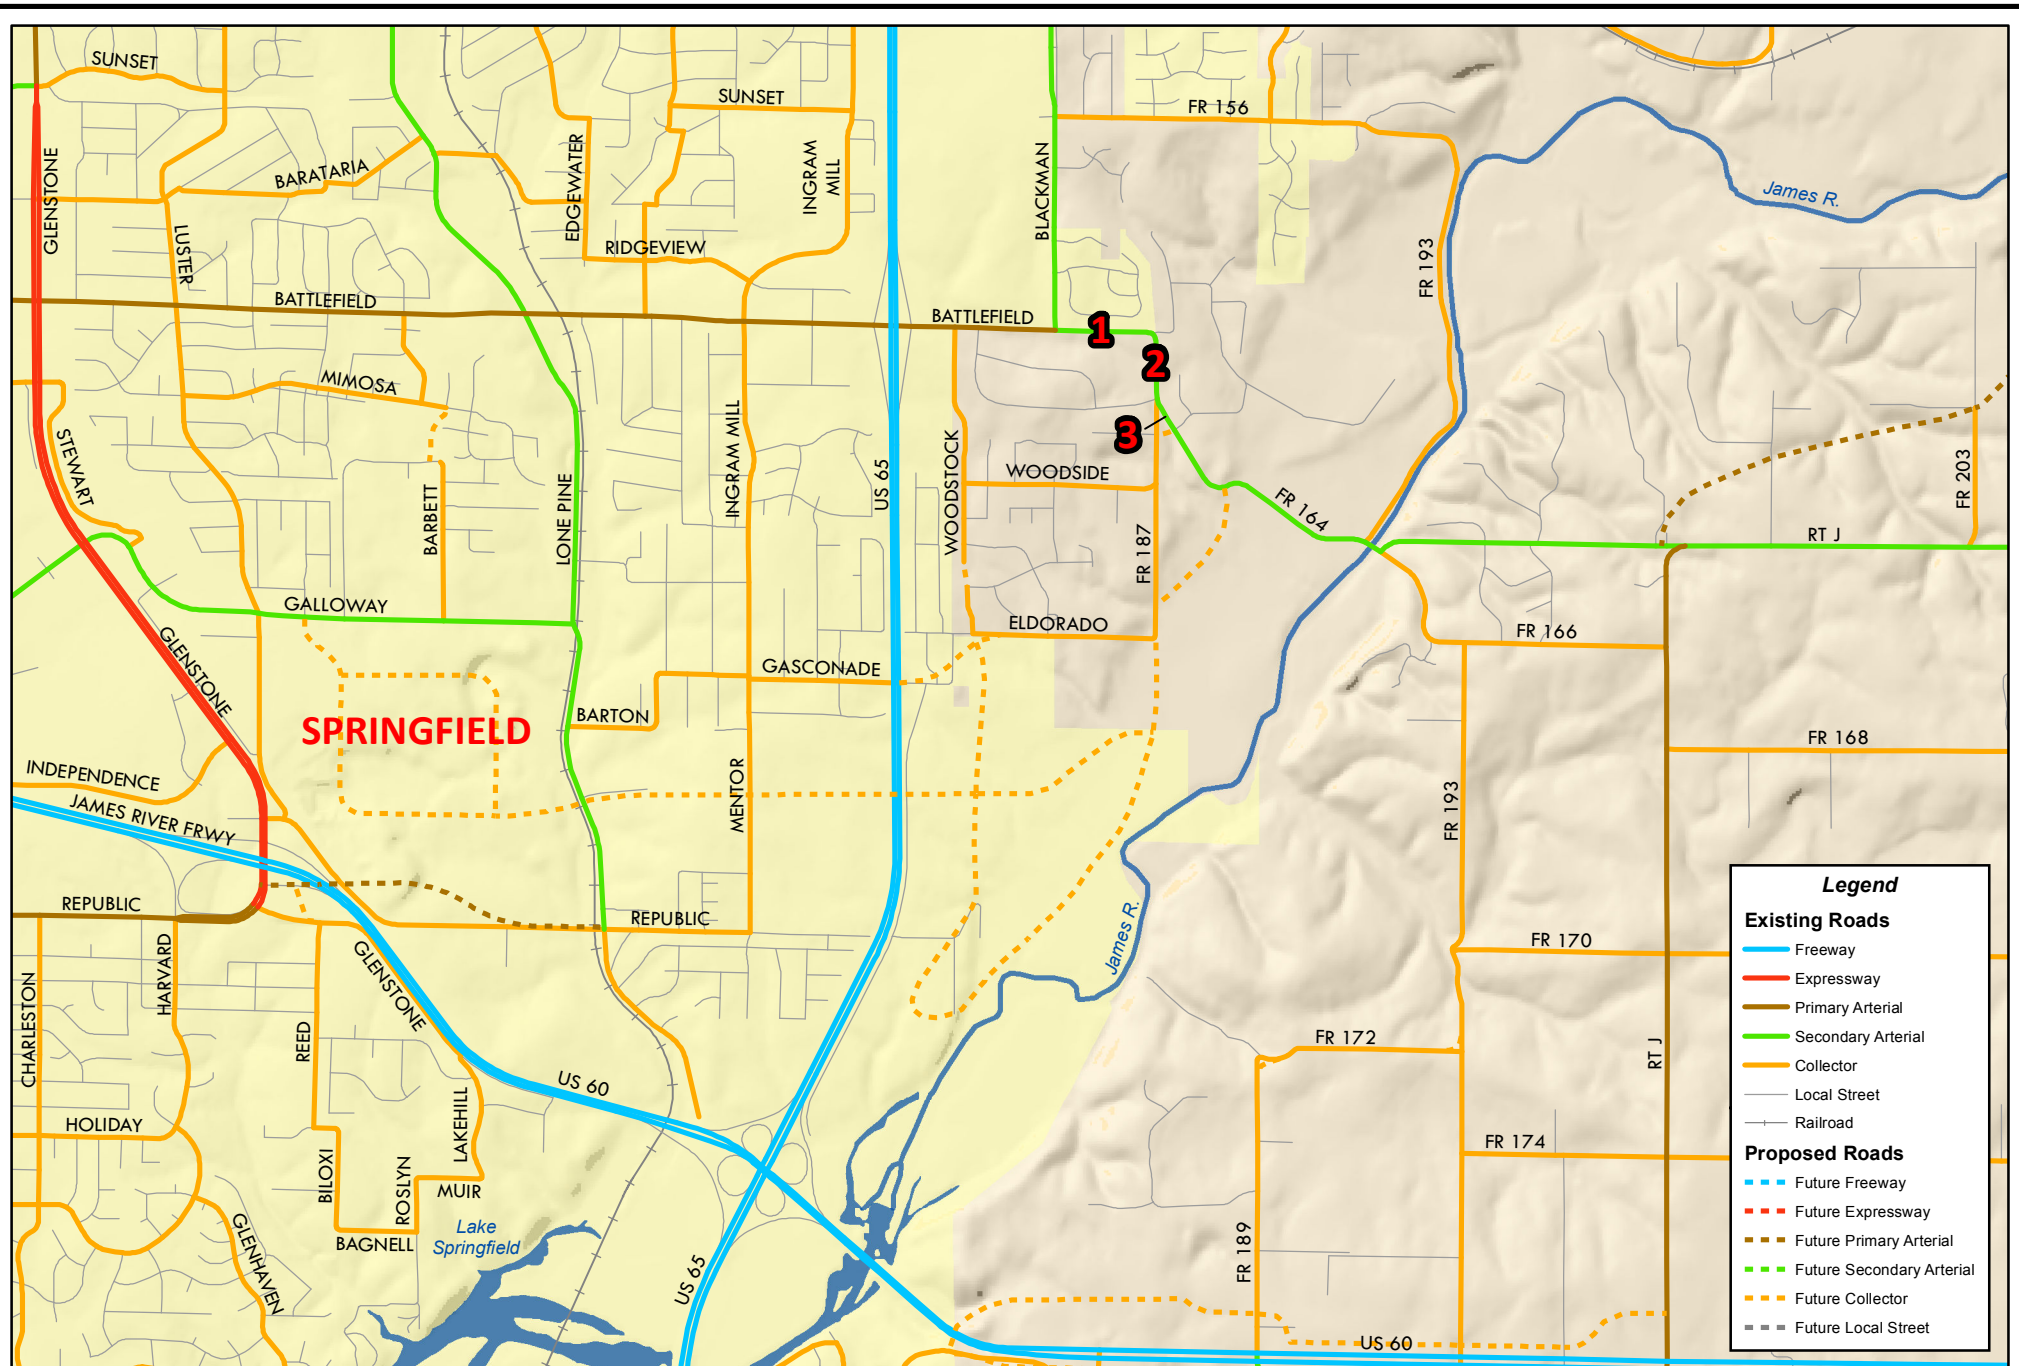 SUNSET
SUNSET
FR 156
GLENSTONE
BARATARIA
EDGEWATER
INGRAM
MILL
BLACKMAN
James R.
LUSTER
RIDGEVIEW
FR 193
BATTLEFIELD
BATTLEFIELD
1
2
3
MIMOSA
STEWART
BARBETT
LONE PINE
INGRAM MILL
US 65
WOODSTOCK
WOODSIDE
FR 164
FR 203
RT J
FR 187
GALLOWAY
GLENSTONE
ELDORADO
FR 166
GASCONADE
BARTON
SPRINGFIELD
FR 168
INDEPENDENCE
JAMES RIVER FRWY
MENTOR
FR 193
REPUBLIC
REPUBLIC
HARVARD
GLENSTONE
James R.
FR 170
CHARLESTON
REED
FR 172
RT J
US 60
HOLIDAY
LAKEHILL
FR 174
BILOXI
ROSLYN
MUIR
GLENHAVEN
BAGNELL
Lake
Springfield
US 65
FR 189
US 60
Legend
Existing Roads
Freeway
Expressway
Primary Arterial
Secondary Arterial
Collector
Local Street
Railroad
Proposed Roads
Future Freeway
Future Expressway
Future Primary Arterial
Future Secondary Arterial
Future Collector
Future Local Street